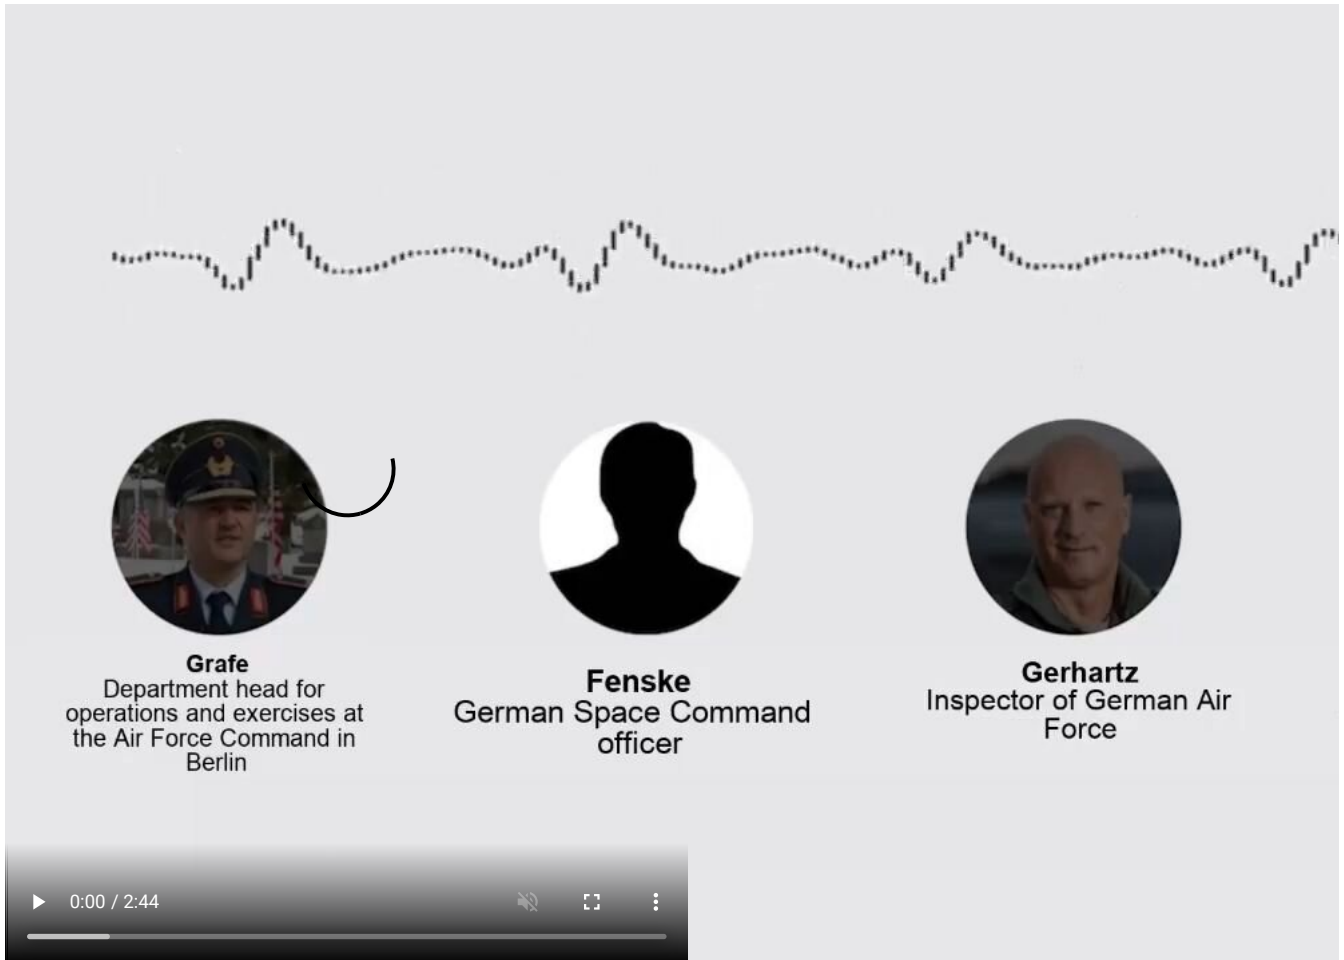 Grafe
Department head for
operations and exercises at
the Air Force Command in
Berlin
Fenske
German Space Command
officer
Gerhartz
Inspector of German Air
Force
0:00 / 2:44